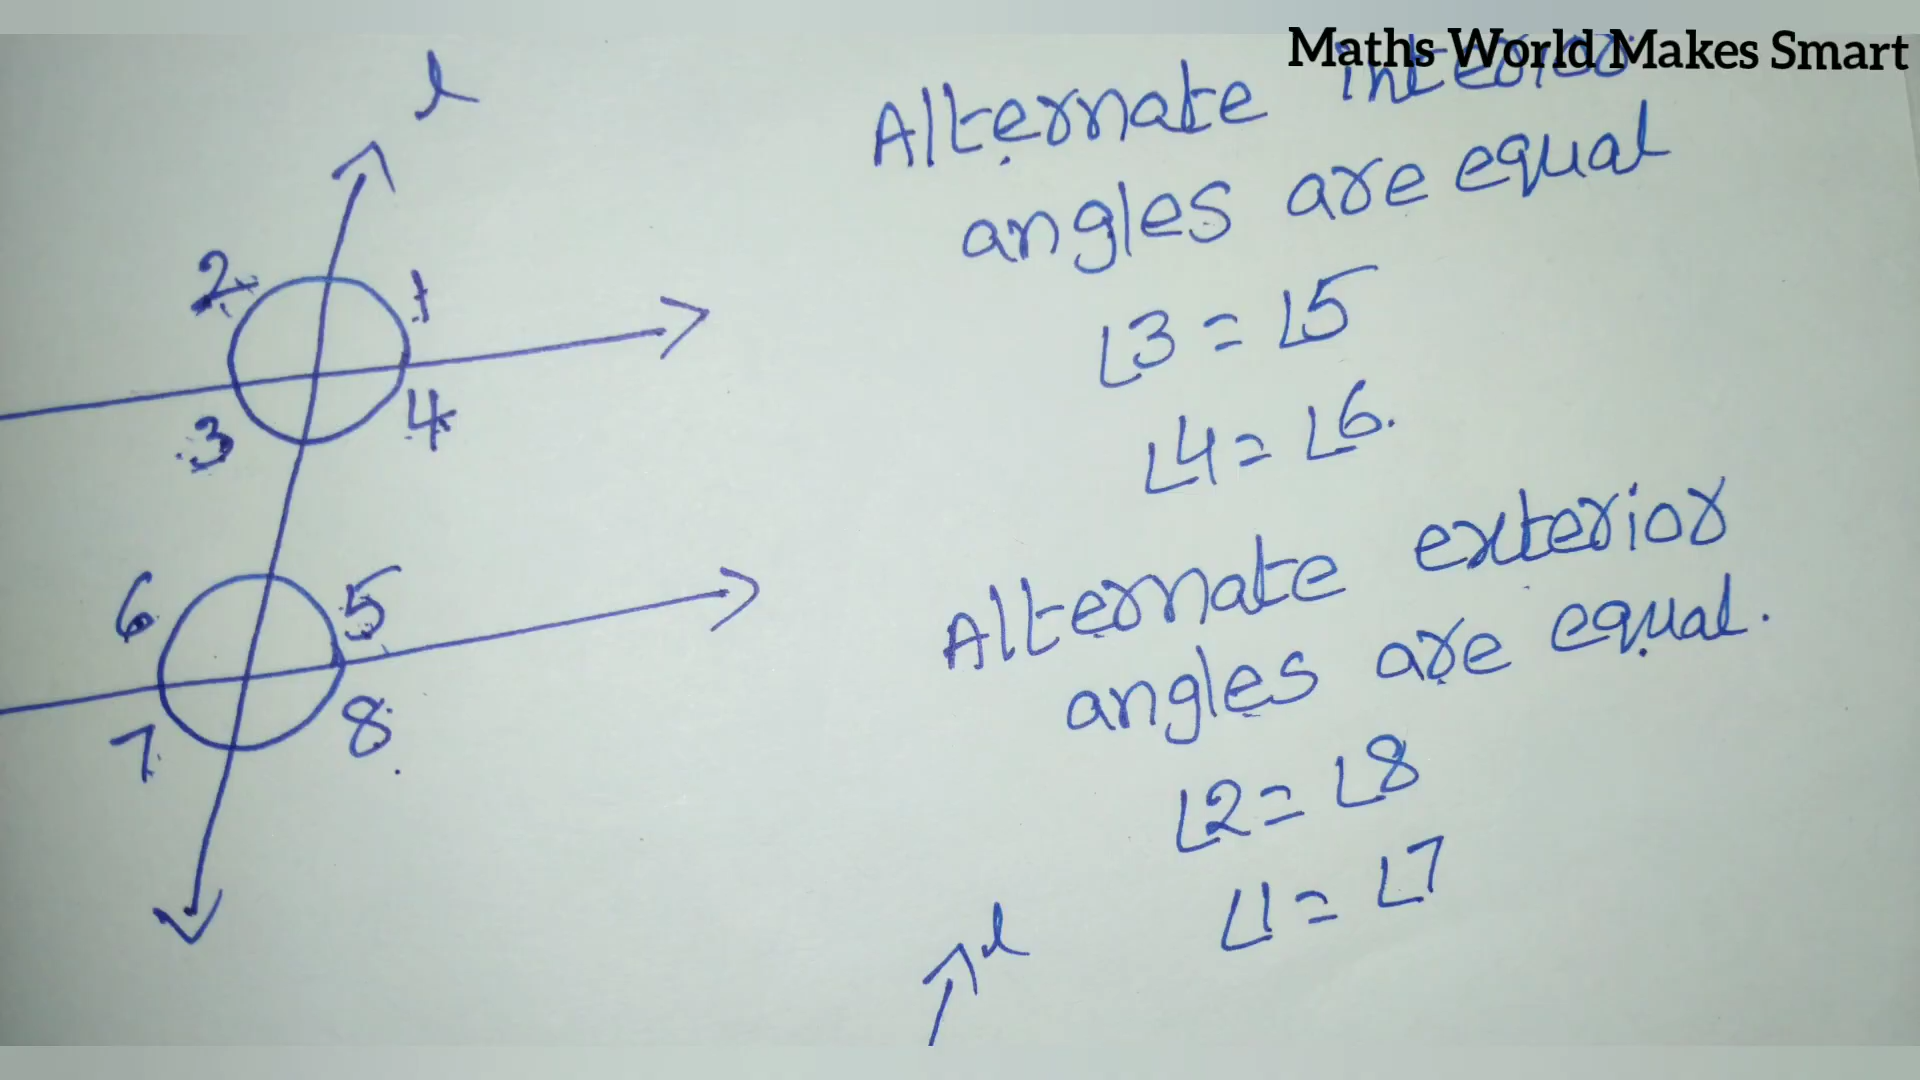 Maths World Makes Smart
l
Alternate interior
angles are equal
2
1
∠3 = ∠5
3
4
∠4 = ∠6.
Alternate exterior
angles are equal.
6
5
7
8
∠2 = ∠8
∠1 = ∠7
l